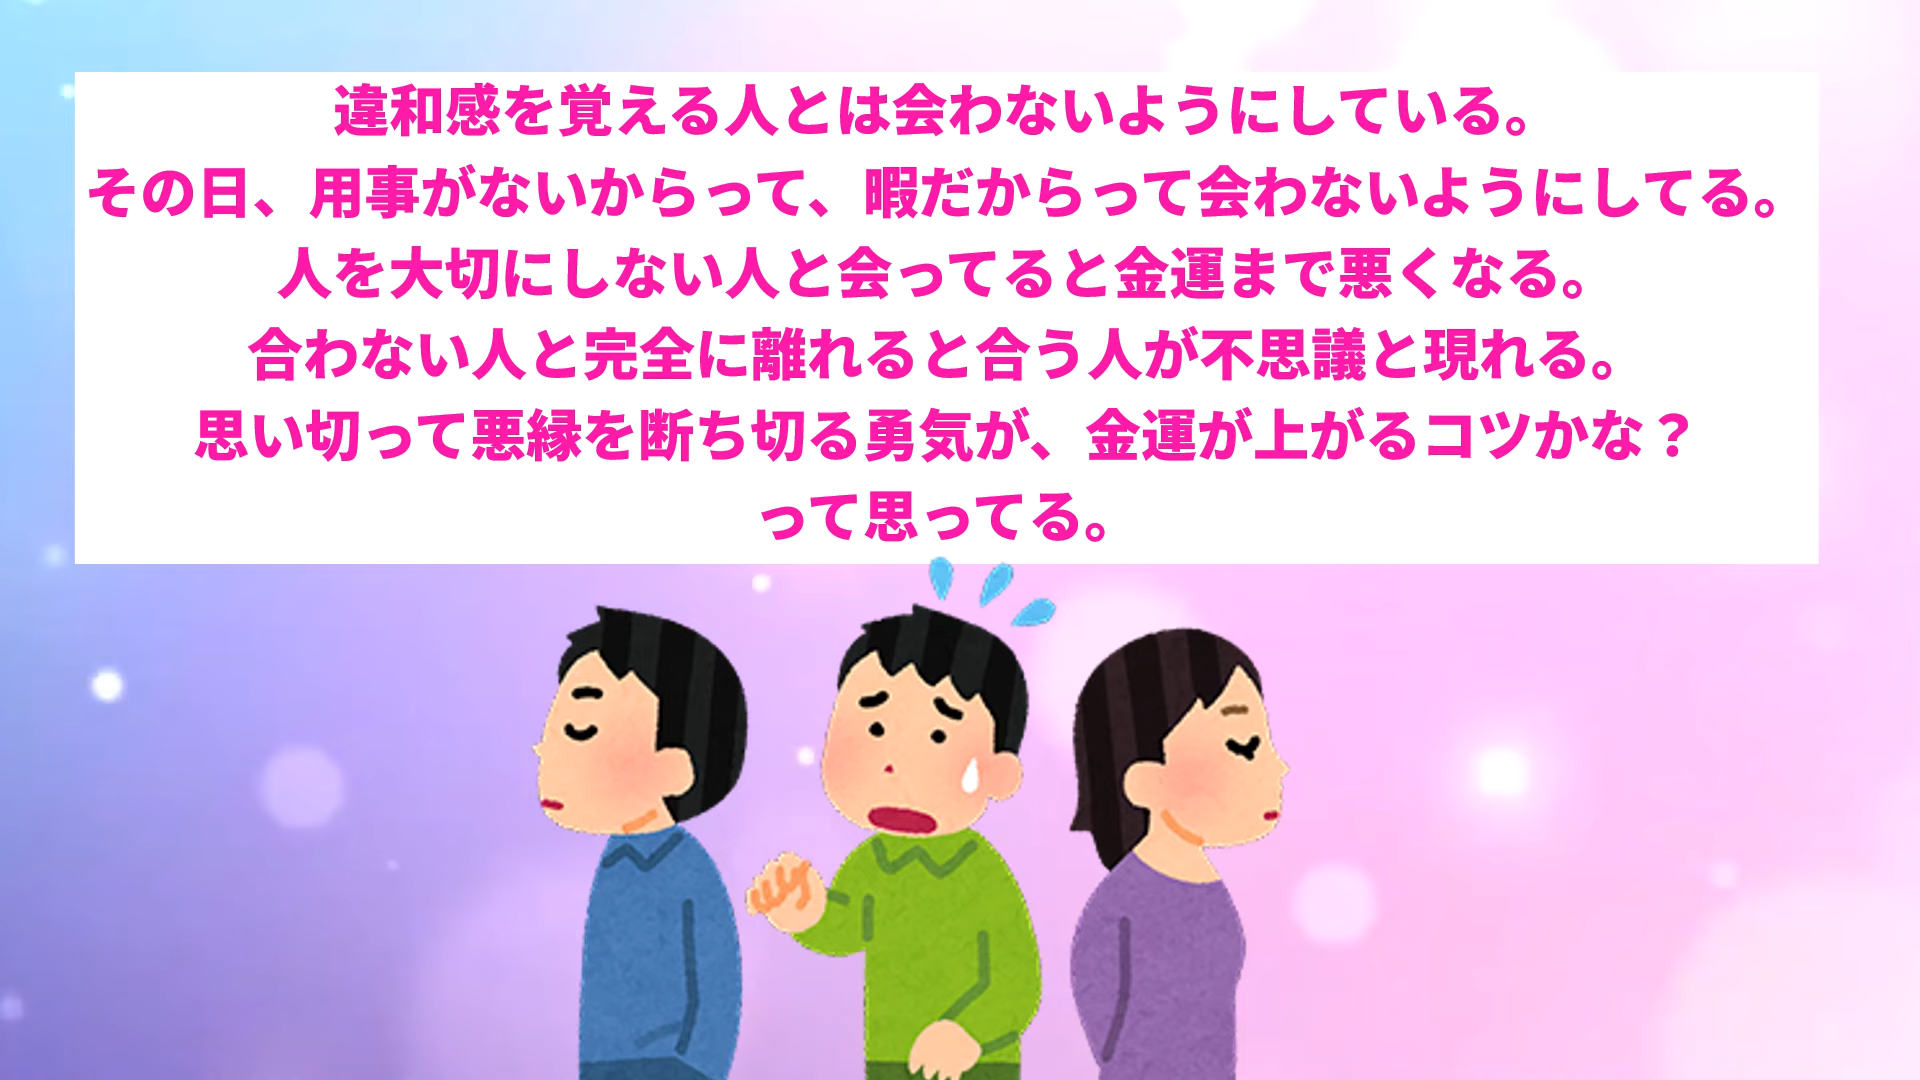 違和感を覚える人とは会わないようにしている。
その日、用事がないからって、暇だからって会わないようにしてる。
人を大切にしない人と会ってると金運まで悪くなる。
合わない人と完全に離れると合う人が不思議と現れる。
思い切って悪縁を断ち切る勇気が、金運が上がるコツかな？
って思ってる。